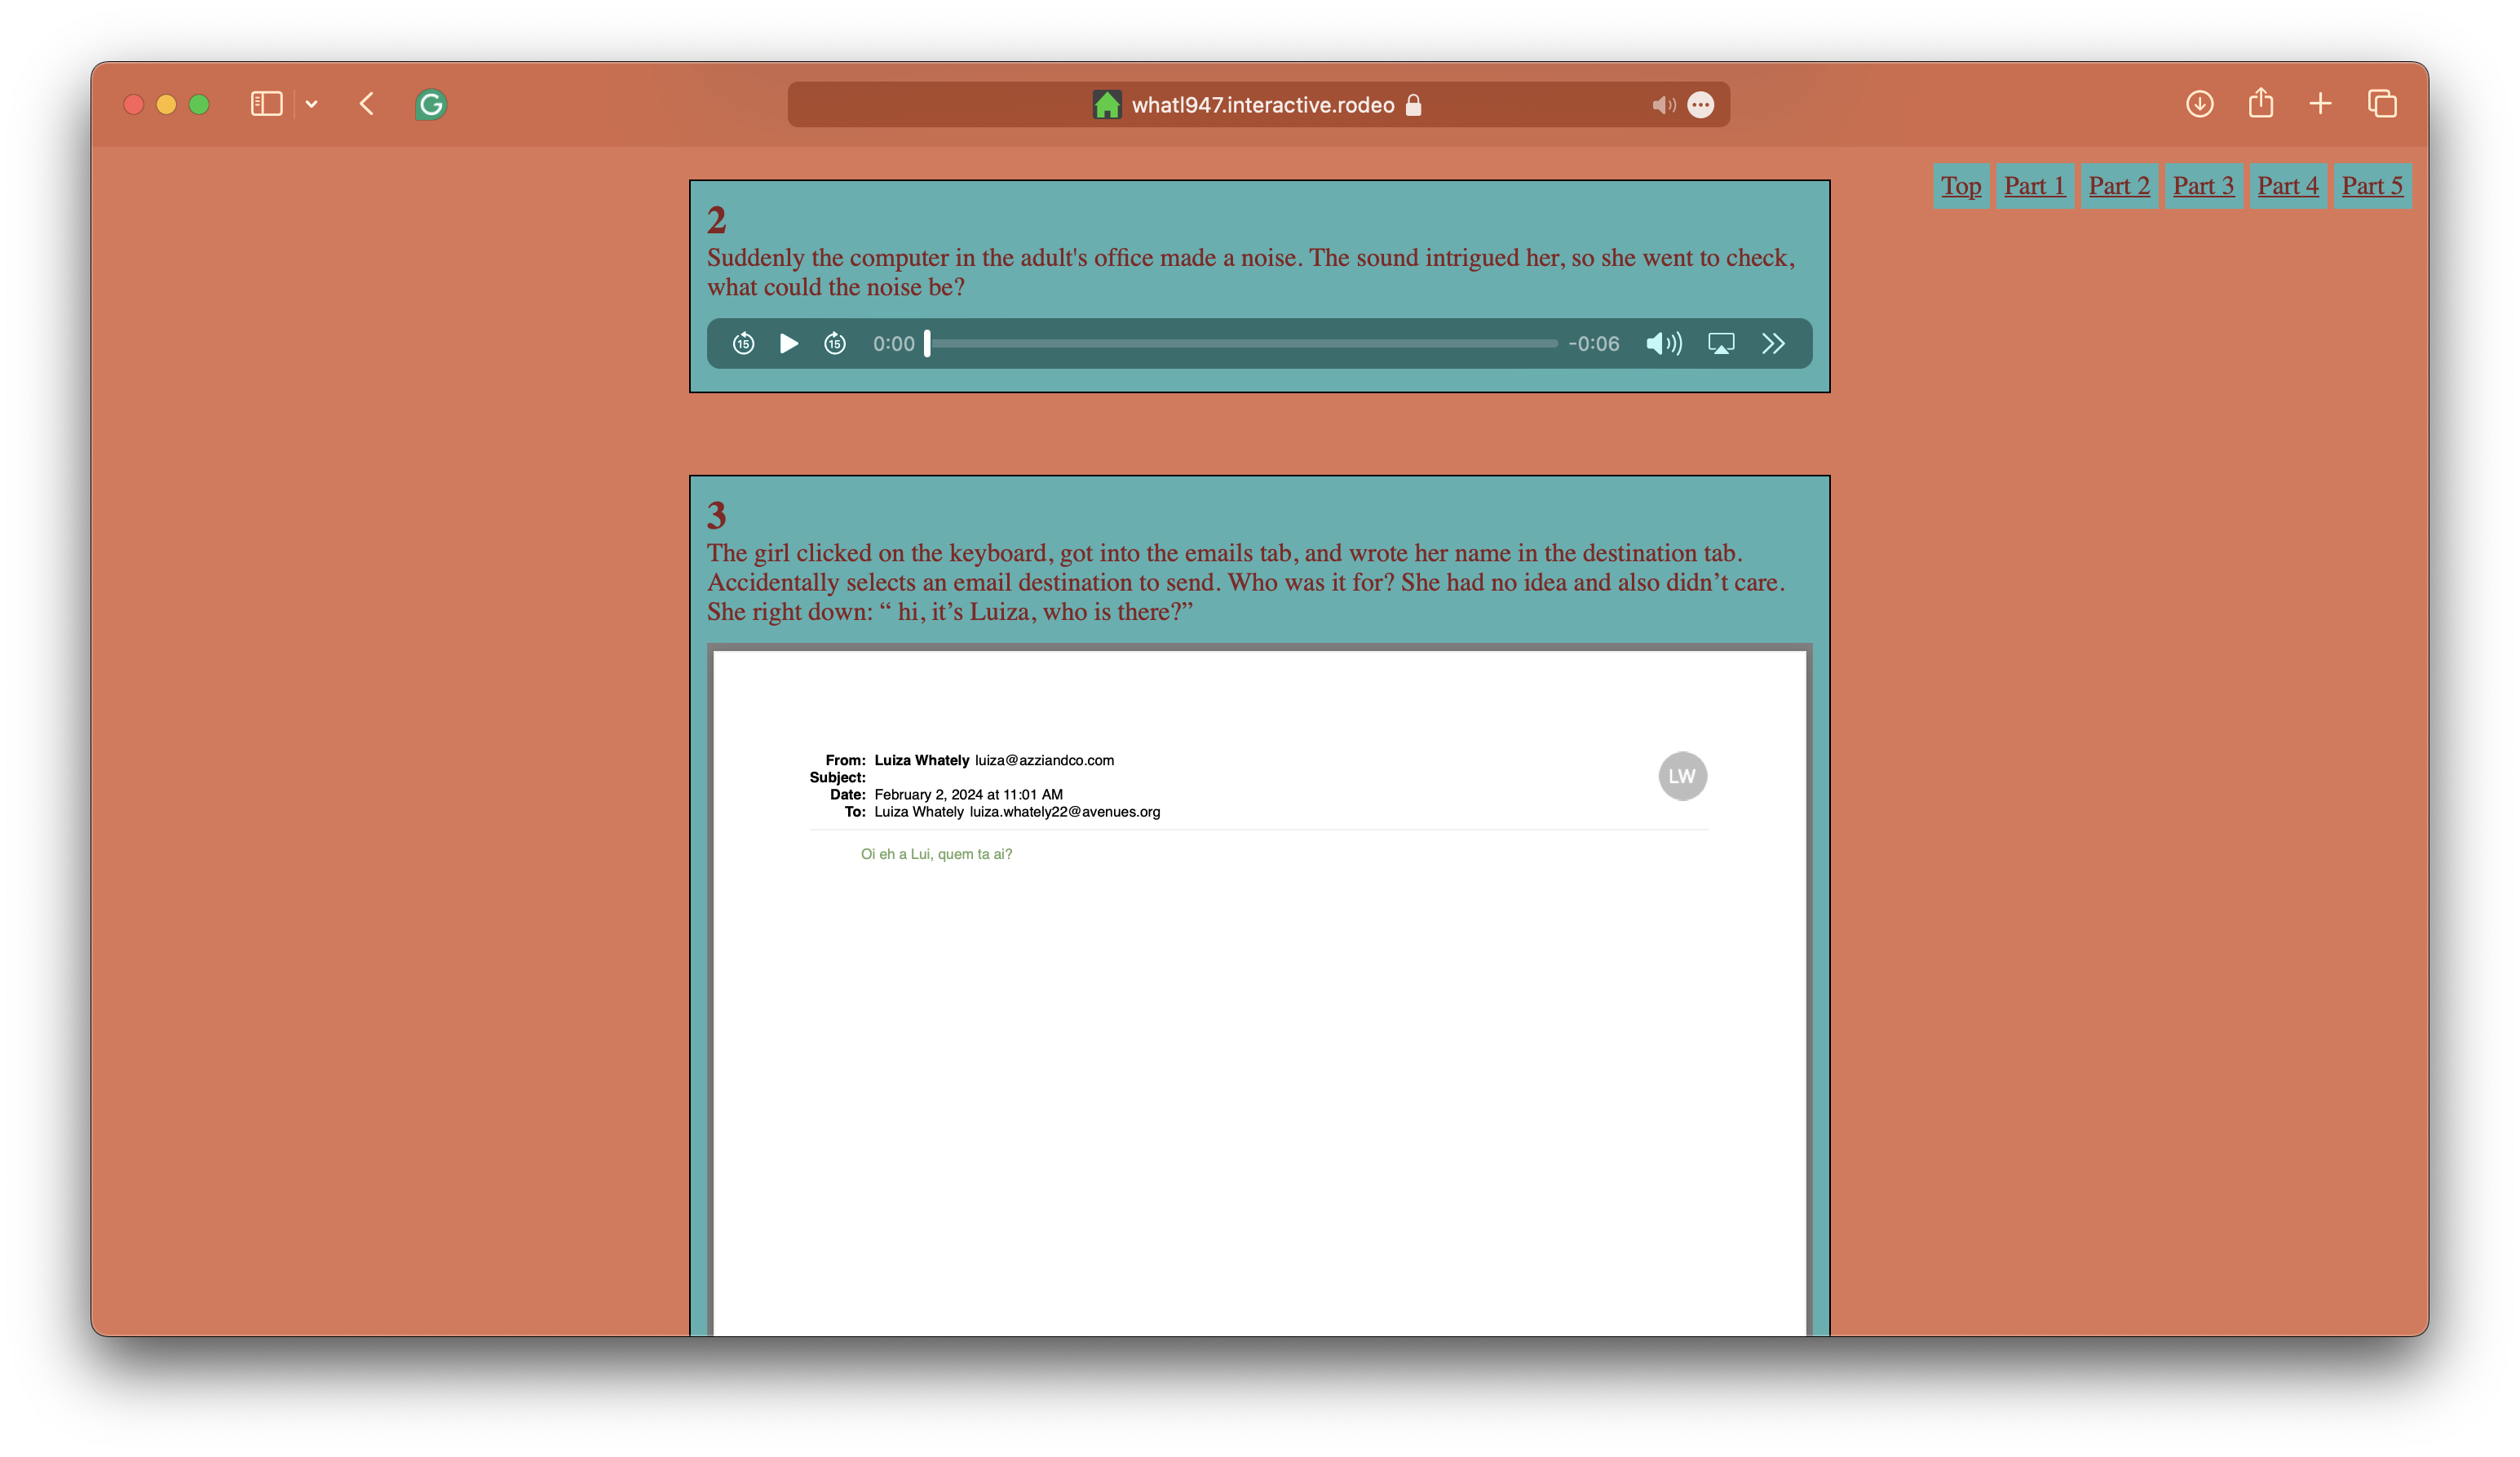 whatl947.interactive.rodeo
Top Part 1 Part 2 Part 3 Part 4 Part 5
2
Suddenly the computer in the adult's office made a noise. The sound intrigued her, so she went to check,
what could the noise be?
15 15 0:00 -0:06
3
The girl clicked on the keyboard, got into the emails tab, and wrote her name in the destination tab.
Accidentally selects an email destination to send. Who was it for? She had no idea and also didn’t care.
She right down: “ hi, it’s Luiza, who is there?”
From: Luiza Whately luiza@azziandco.com
LW
Subject:
Date: February 2, 2024 at 11:01 AM
To: Luiza Whately luiza.whately22@avenues.org
Oi eh a Lui, quem ta ai?